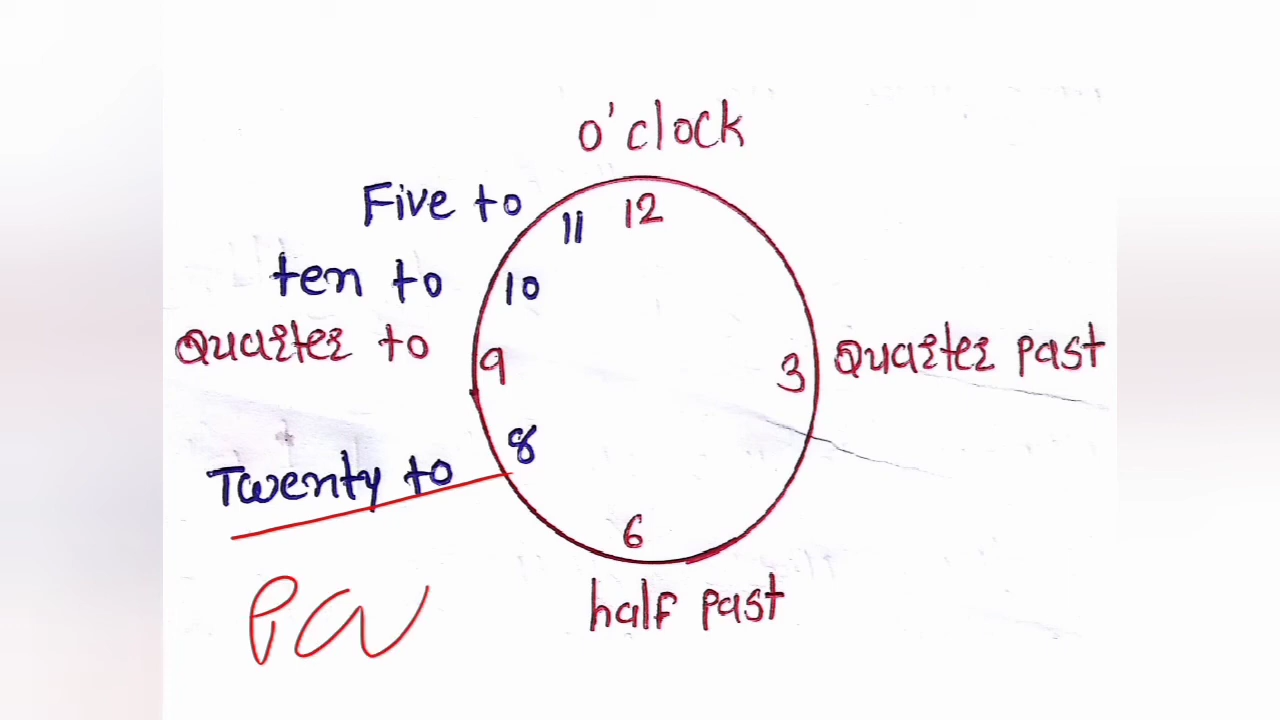 o'clock
Five to
11
12
ten to
10
Quarter to
9
3
Quarter past
8
Twenty to
6
half past